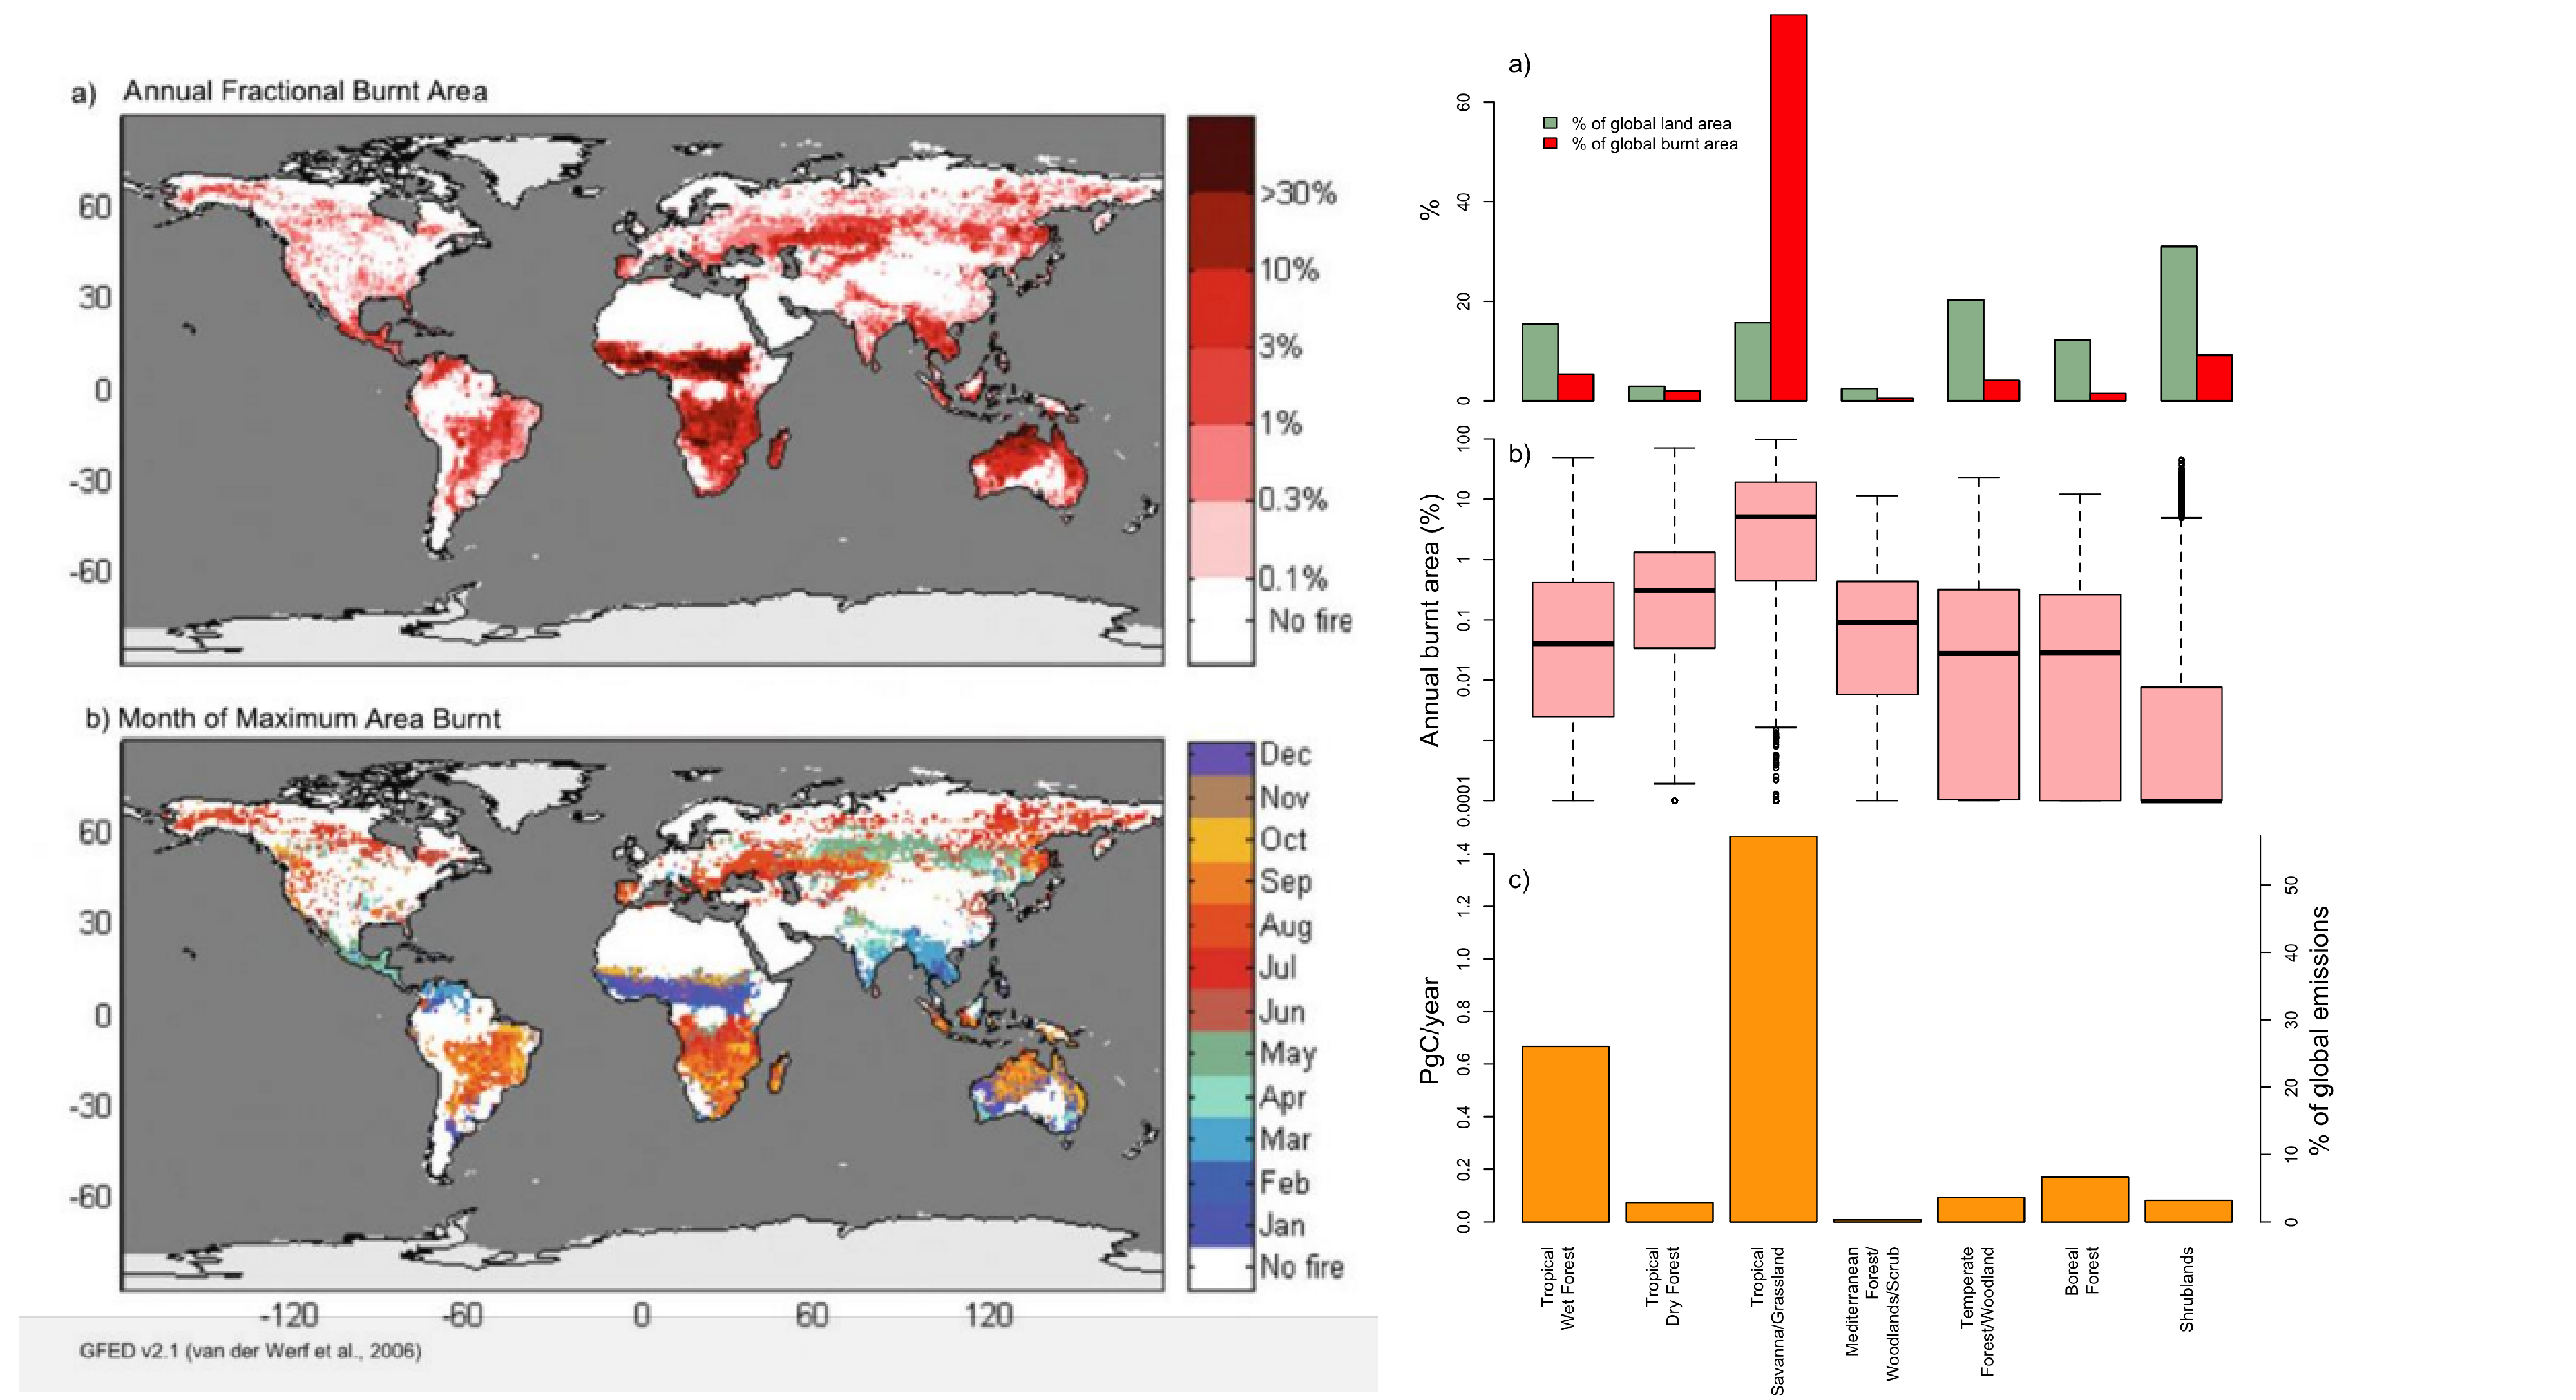 a) Annual Fractional Burnt Area
60
30
0
-30
-60
>30%
10%
3%
1%
0.3%
0.1%
No fire
b) Month of Maximum Area Burnt
60
30
0
-30
-60
-120 -60 0 60 120
Dec
Nov
Oct
Sep
Aug
Jul
Jun
May
Apr
Mar
Feb
Jan
No fire
GFED v2.1 (van der Werf et al., 2006)
a)
% of global land area
% of global burnt area
%
60
40
20
0
b)
Annual burnt area (%)
100
10
1
0.1
0.01
0.0001
c)
PgC/year
1.4
1.2
1.0
0.8
0.6
0.4
0.2
0.0
% of global emissions
50
40
30
20
10
0
Tropical
Wet Forest
Tropical
Dry Forest
Tropical
Savanna/Grassland
Mediterranean
Forest/
Woodlands/Scrub
Temperate
Forest/Woodland
Boreal
Forest
Shrublands